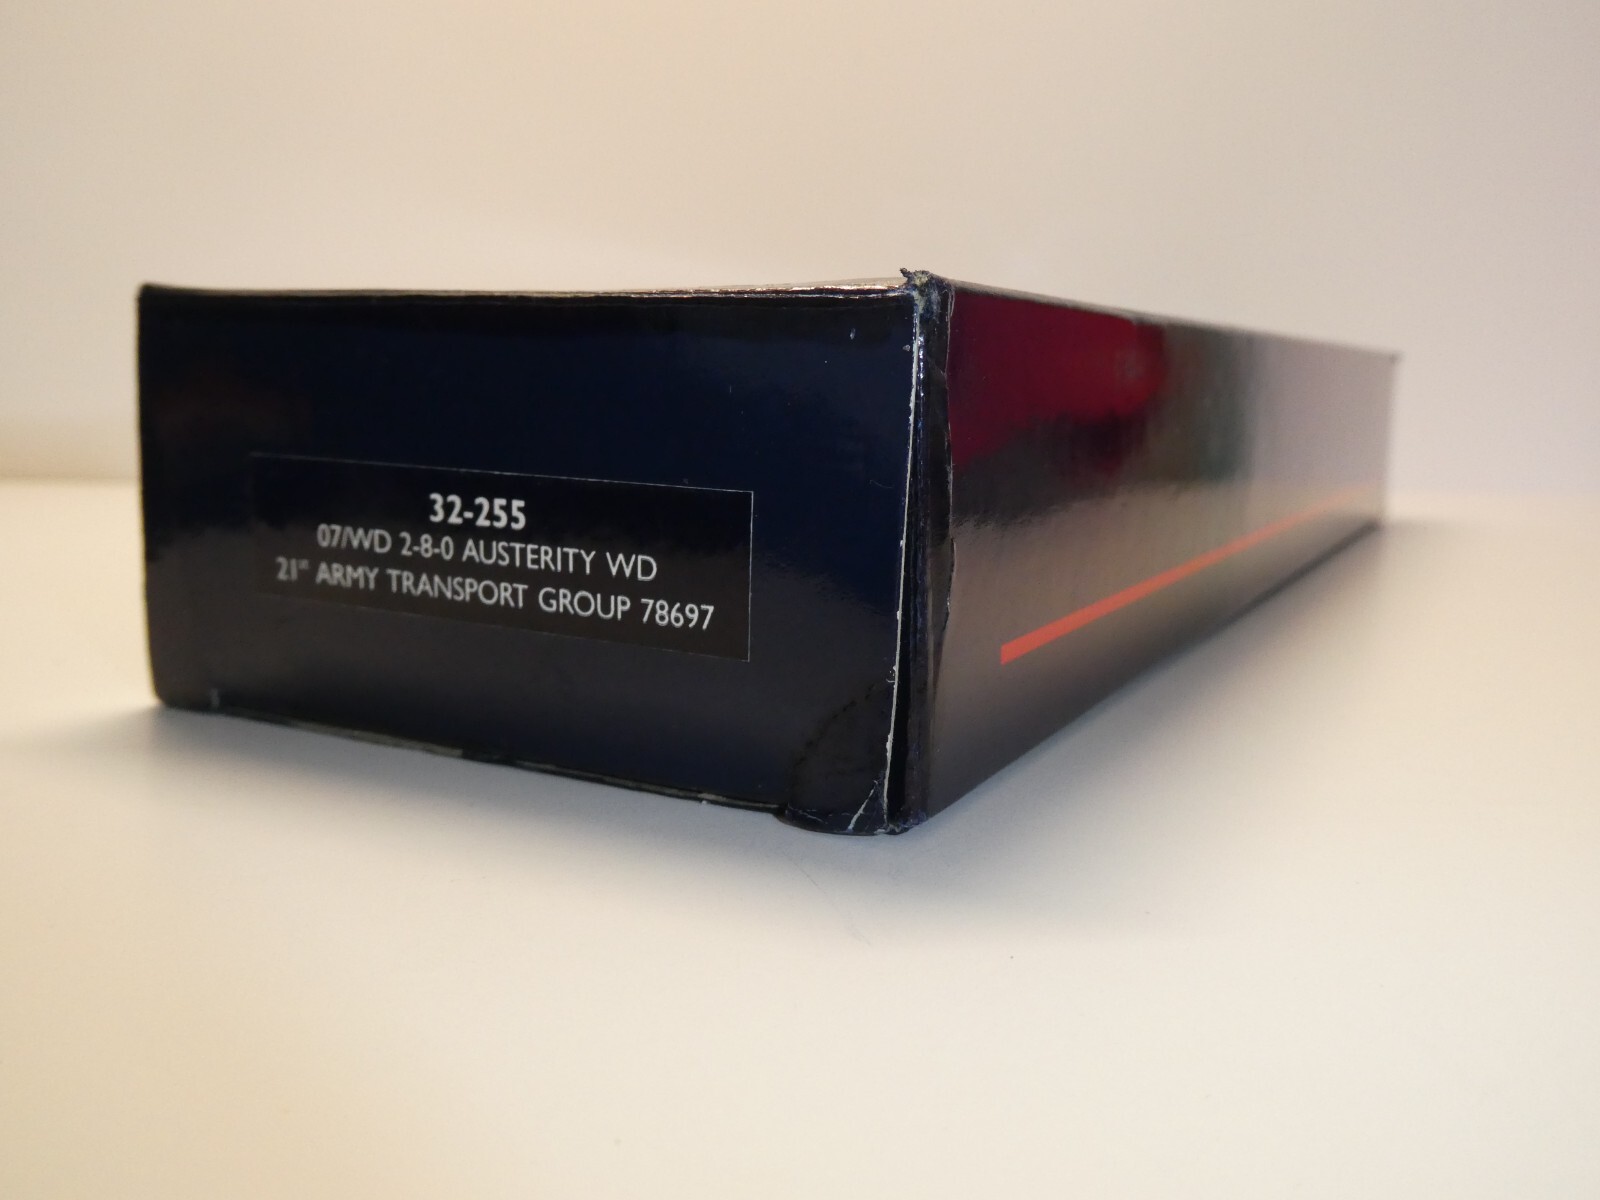 32-255
07/WD 2-8-0 AUSTERITY WD
21st ARMY TRANSPORT GROUP 78697